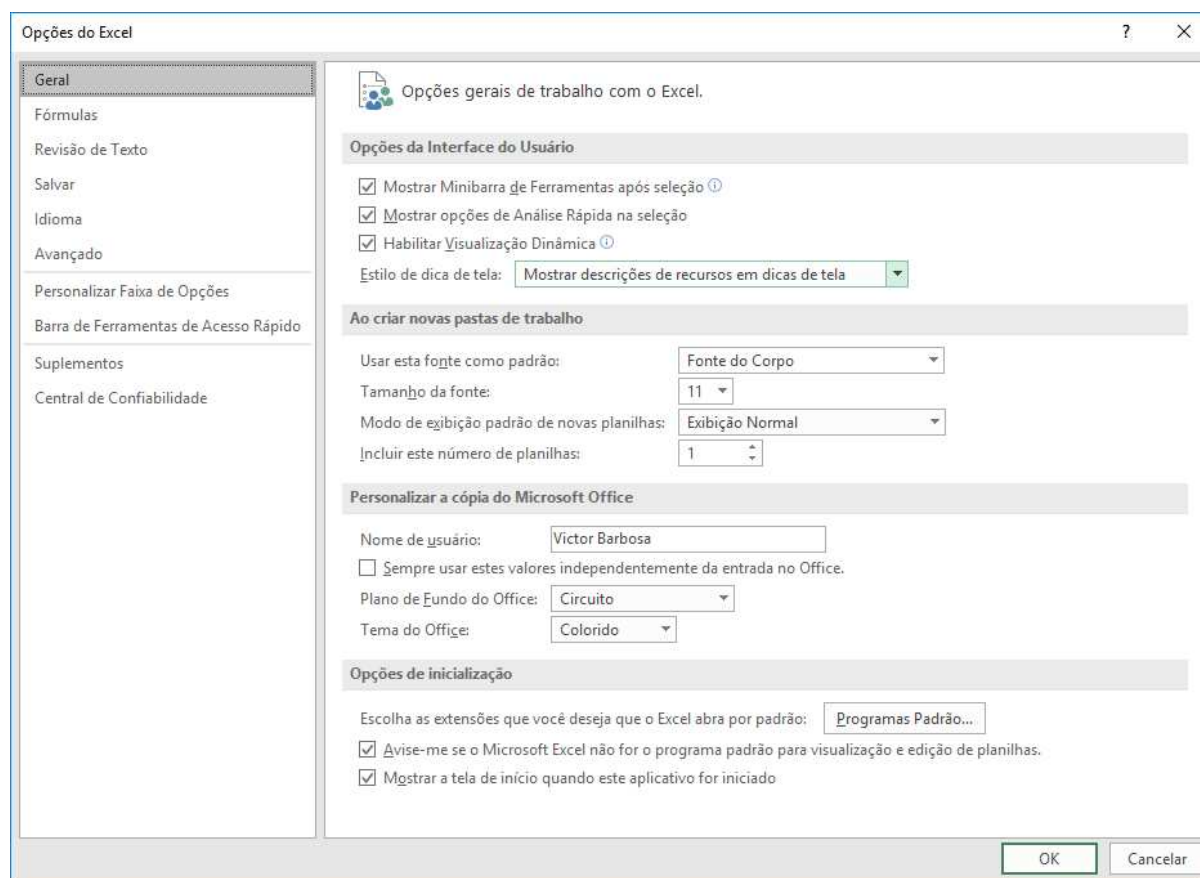 Opções do Excel
?
Geral
Fórmulas
Revisão de Texto
Salvar
Idioma
Avançado
Personalizar Faixa de Opções
Barra de Ferramentas de Acesso Rápido
Suplementos
Central de Confiabilidade
Opções gerais de trabalho com o Excel.
Opções da Interface do Usuário
Mostrar Minibarra de Ferramentas após seleção
Mostrar opções de Análise Rápida na seleção
Habilitar Visualização Dinâmica
Estilo de dica de tela: Mostrar descrições de recursos em dicas de tela
Ao criar novas pastas de trabalho
Usar esta fonte como padrão: Fonte do Corpo
Tamanho da fonte: 11
Modo de exibição padrão de novas planilhas: Exibição Normal
Incluir este número de planilhas: 1
Personalizar a cópia do Microsoft Office
Nome de usuário: Victor Barbosa
Sempre usar estes valores independentemente da entrada no Office.
Plano de Fundo do Office: Circuito
Tema do Office: Colorido
Opções de inicialização
Escolha as extensões que você deseja que o Excel abra por padrão: Programas Padrão...
Avise-me se o Microsoft Excel não for o programa padrão para visualização e edição de planilhas.
Mostrar a tela de início quando este aplicativo for iniciado
OK Cancelar